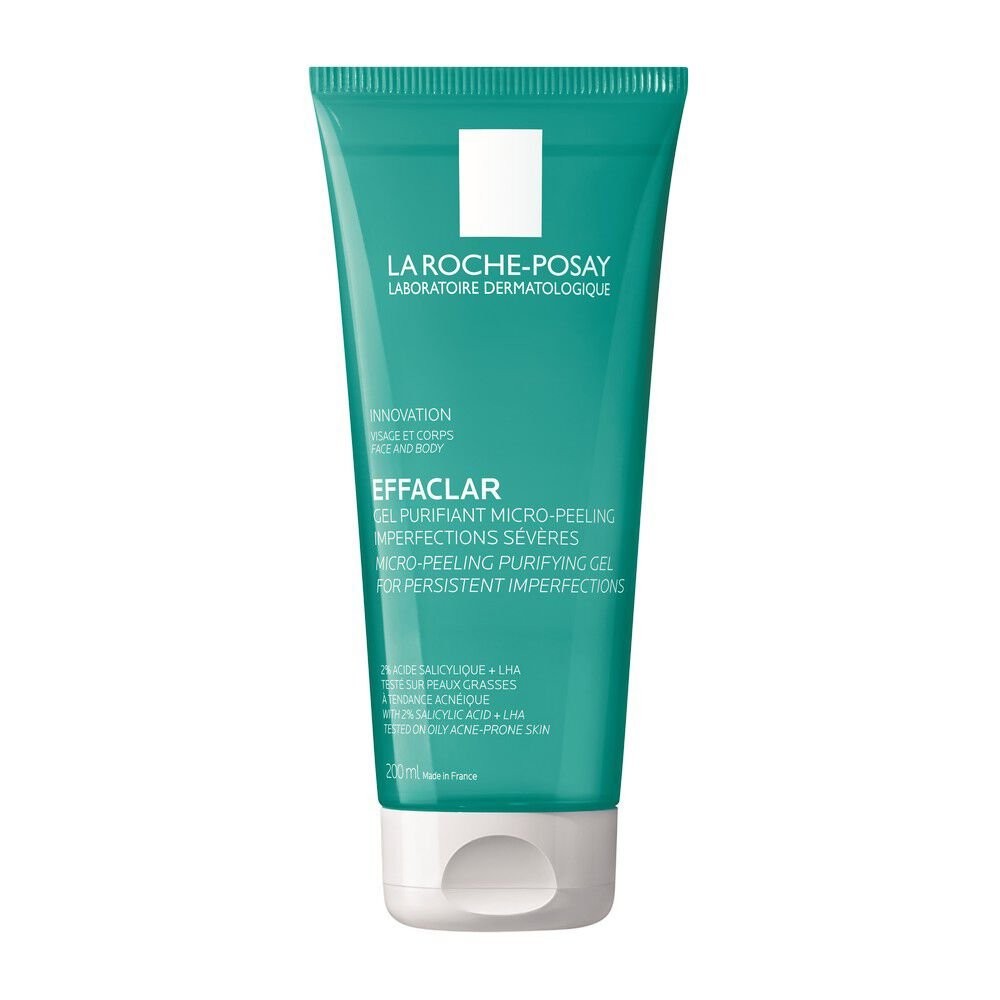 LA ROCHE-POSAY
LABORATOIRE DERMATOLOGIQUE
INNOVATION
VISAGE ET CORPS
FACE AND BODY
EFFACLAR
GEL PURIFIANT MICRO-PEELING
IMPERFECTIONS SÉVÈRES
MICRO-PEELING PURIFYING GEL
FOR PERSISTENT IMPERFECTIONS
2% ACIDE SALICYLIQUE + LHA
TESTÉ SUR PEAUX GRASSES
À TENDANCE ACNÉIQUE
WITH 2% SALICYLIC ACID + LHA
TESTED ON OILY ACNE-PRONE SKIN
200 ml Made in France